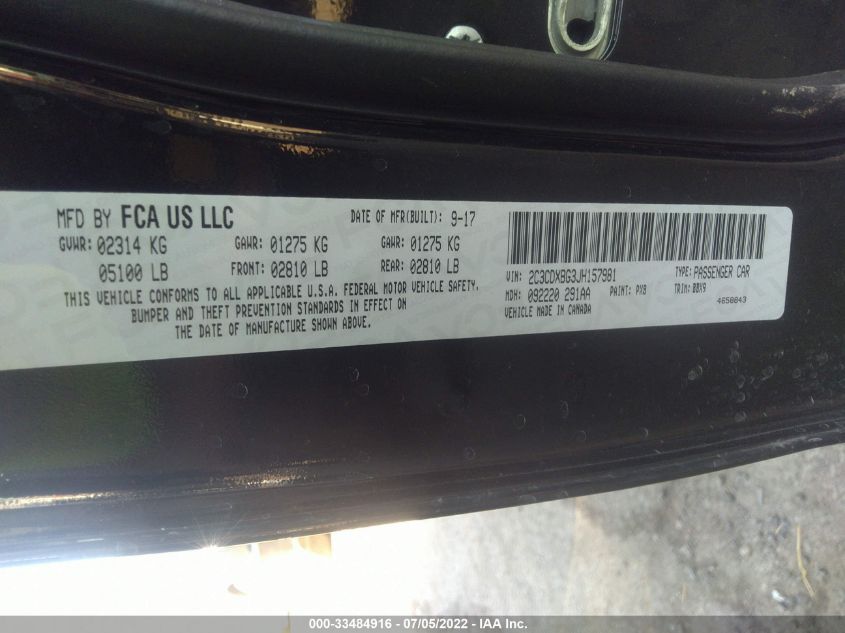 MFD BY FCA US LLC
DATE OF MFR(BUILT): 9-17
GVWR: 02314 KG
05100 LB
GAWR: 01275 KG
FRONT: 02810 LB
GAWR: 01275 KG
REAR: 02810 LB
THIS VEHICLE CONFORMS TO ALL APPLICABLE U.S.A. FEDERAL MOTOR VEHICLE SAFETY,
BUMPER AND THEFT PREVENTION STANDARDS IN EFFECT ON
THE DATE OF MANUFACTURE SHOWN ABOVE.
VIN: 2C3CDXBG3JH157981
TYPE: PASSENGER CAR
MDH: 092220 291AA
PAINT: PX8
TRIM: BBX9
VEHICLE MADE IN CANADA
4650843
000-33484916 - 07/05/2022 - IAA Inc.